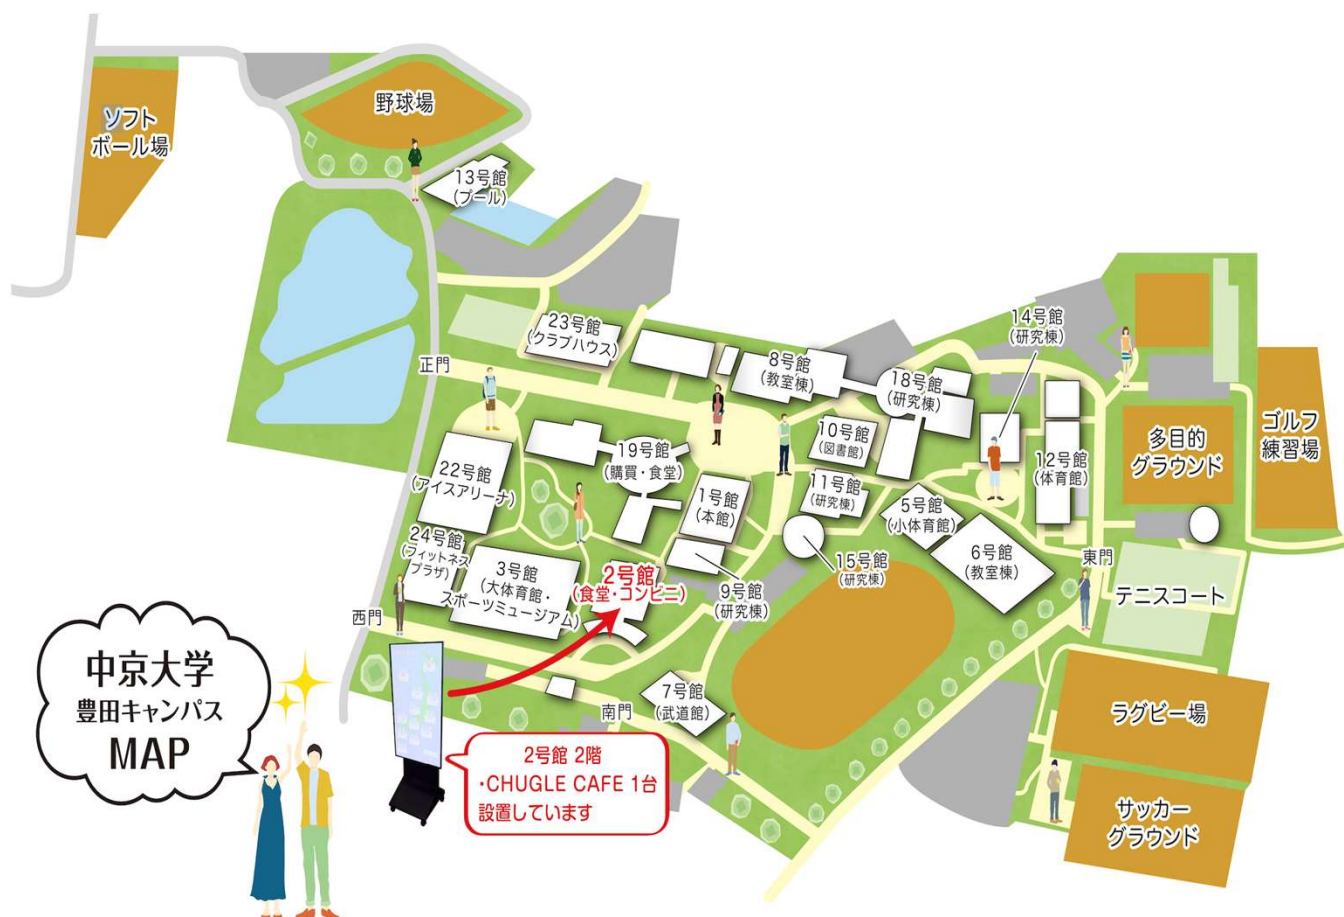 ソフト
ボール場
野球場
13号館
(プール)
23号館
(クラブハウス)
正門
8号館
(教室棟)
14号館
(研究棟)
18号館
(研究棟)
10号館
(図書館)
19号館
(購買・食堂)
22号館
(アイスアリーナ)
1号館
(本館)
11号館
(研究棟)
12号館
(体育館)
多目的
グラウンド
ゴルフ
練習場
5号館
(小体育館)
6号館
(教室棟)
24号館
(フィットネス
プラザ)
3号館
(大体育館・
スポーツミュージアム)
2号館
(食堂・コンビニ)
9号館
(研究棟)
15号館
(研究棟)
東門
テニスコート
西門
南門
7号館
(武道館)
ラグビー場
サッカー
グラウンド
中京大学
豊田キャンパス
MAP
2号館 2階
・CHUGLE CAFE 1台
設置しています